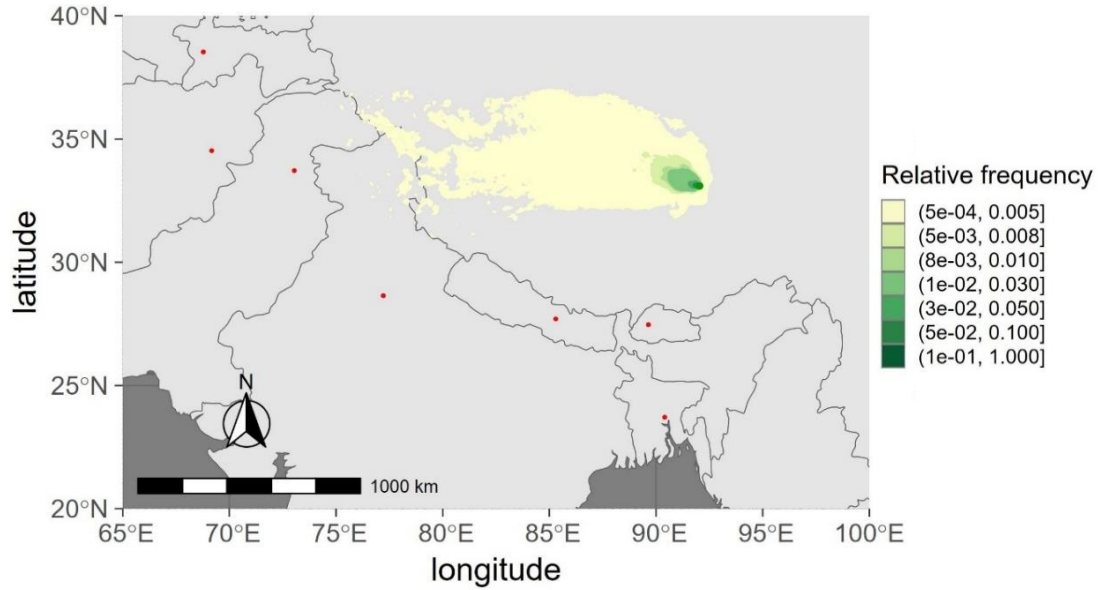 40°N
35°N
30°N
25°N
20°N
65°E 70°E 75°E 80°E 85°E 90°E 95°E 100°E
latitude
longitude
N
1000 km
Relative frequency
(5e-04, 0.005]
(5e-03, 0.008]
(8e-03, 0.010]
(1e-02, 0.030]
(3e-02, 0.050]
(5e-02, 0.100]
(1e-01, 1.000]